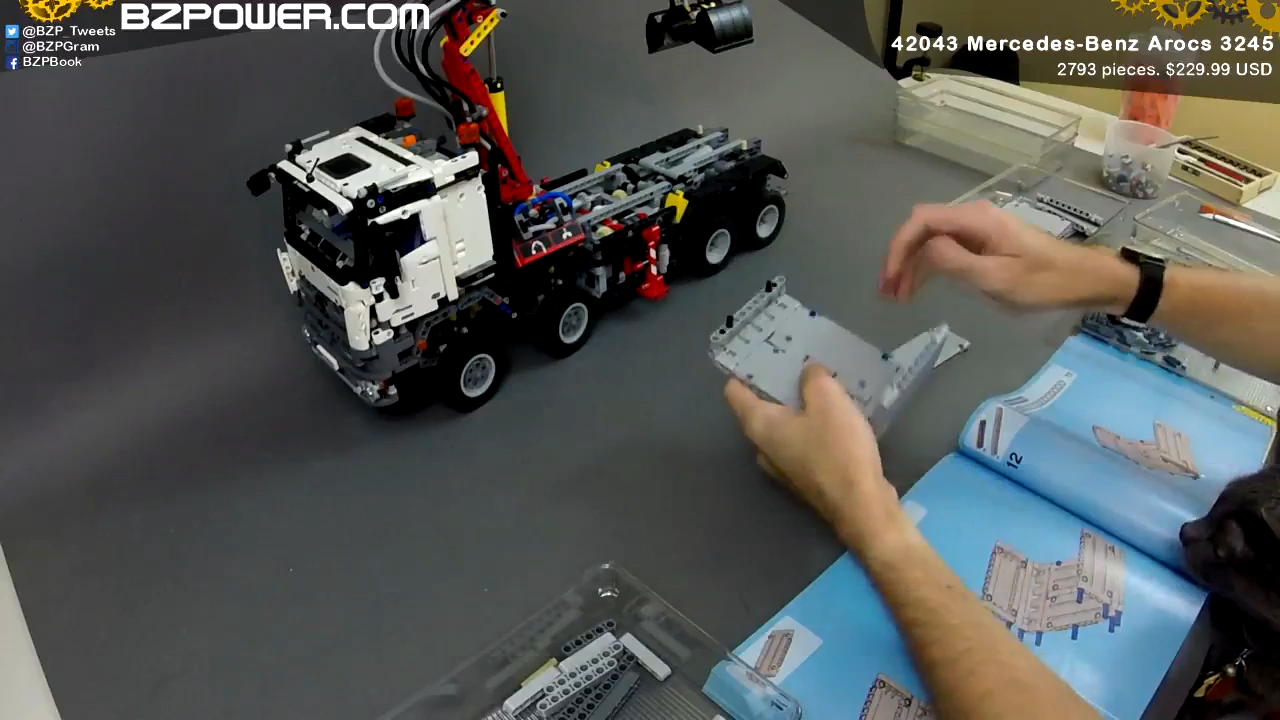 BZPOWER.COM
@BZP_Tweets
@BZPGram
BZPBook
42043 Mercedes-Benz Arocs 3245
2793 pieces. $229.99 USD
12